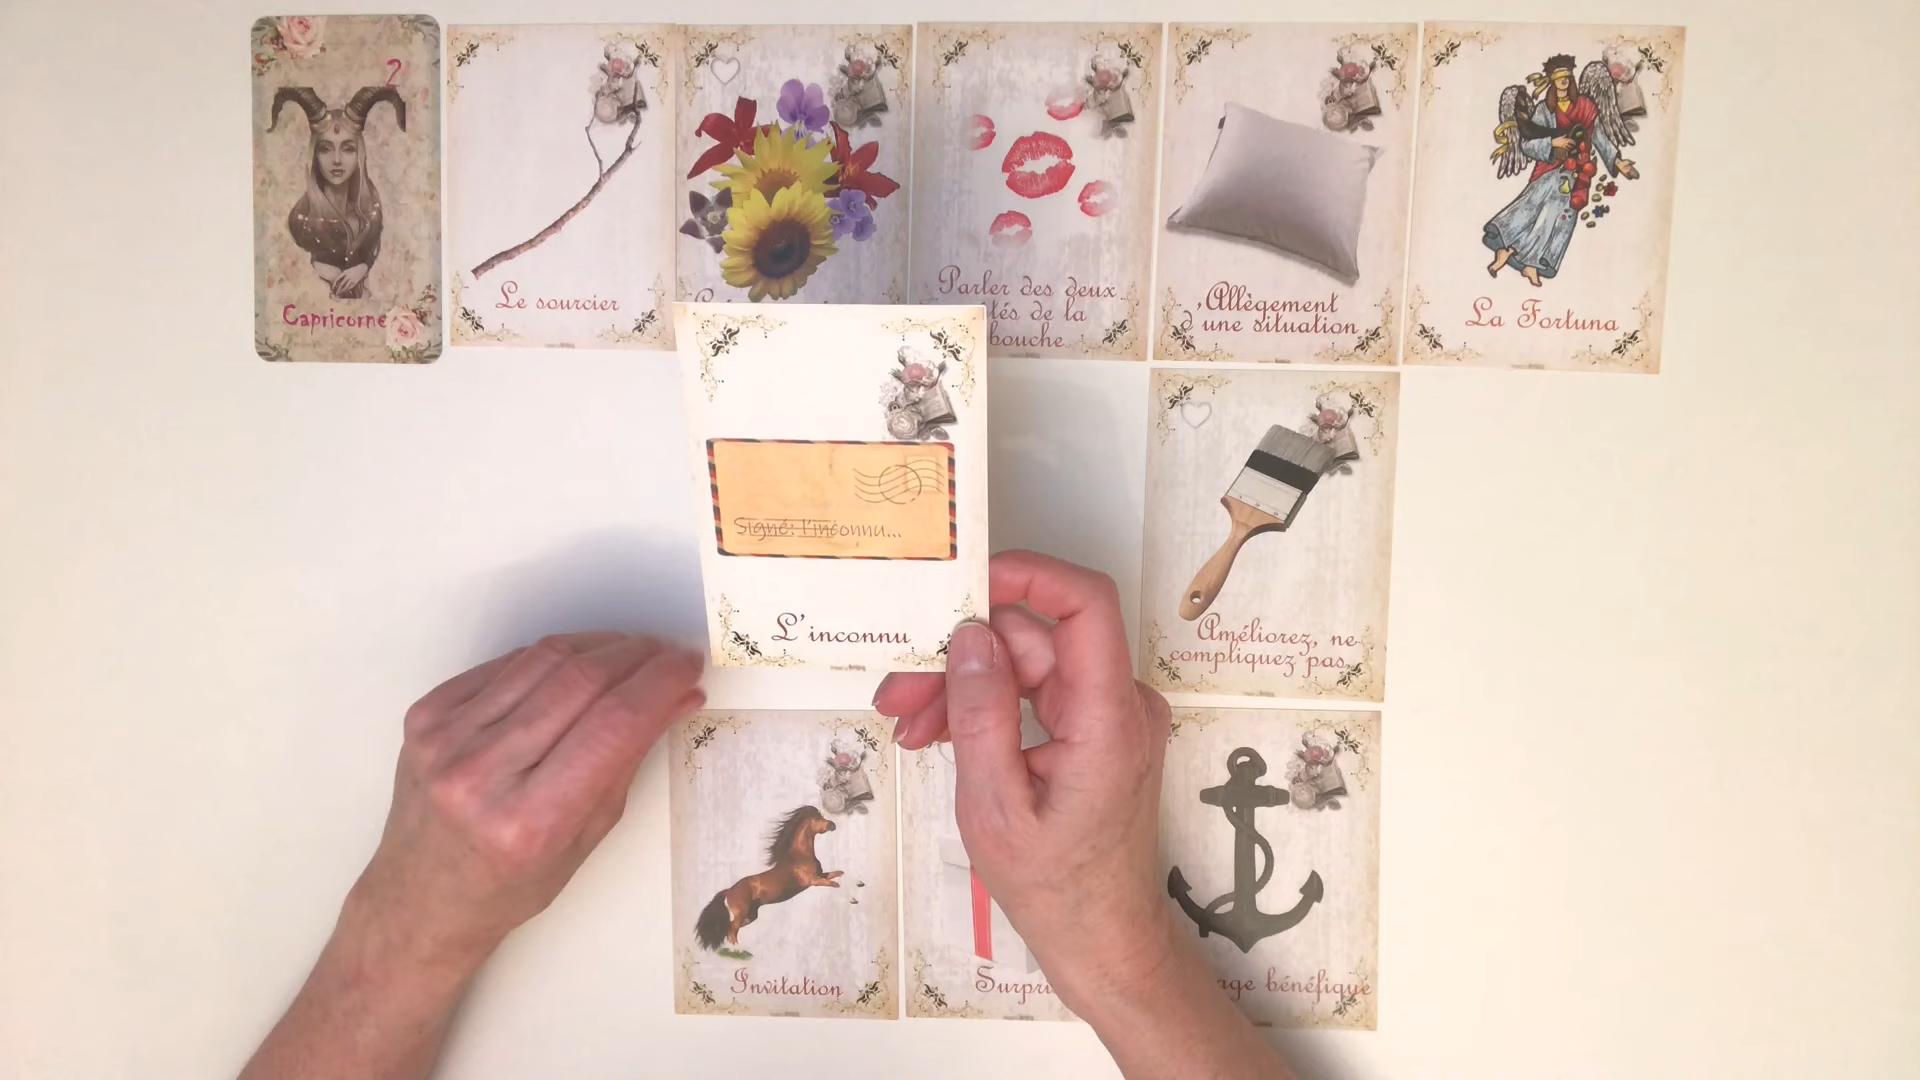 2
Capricorne
Le sourcier
Parler des deux
tés de la
bouche
Allègement
d'une situation
La Fortuna
Signé: l'inconnu...
L'inconnu
Améliorez, ne
compliquez pas
Invitation
Surpri
age bénéfique